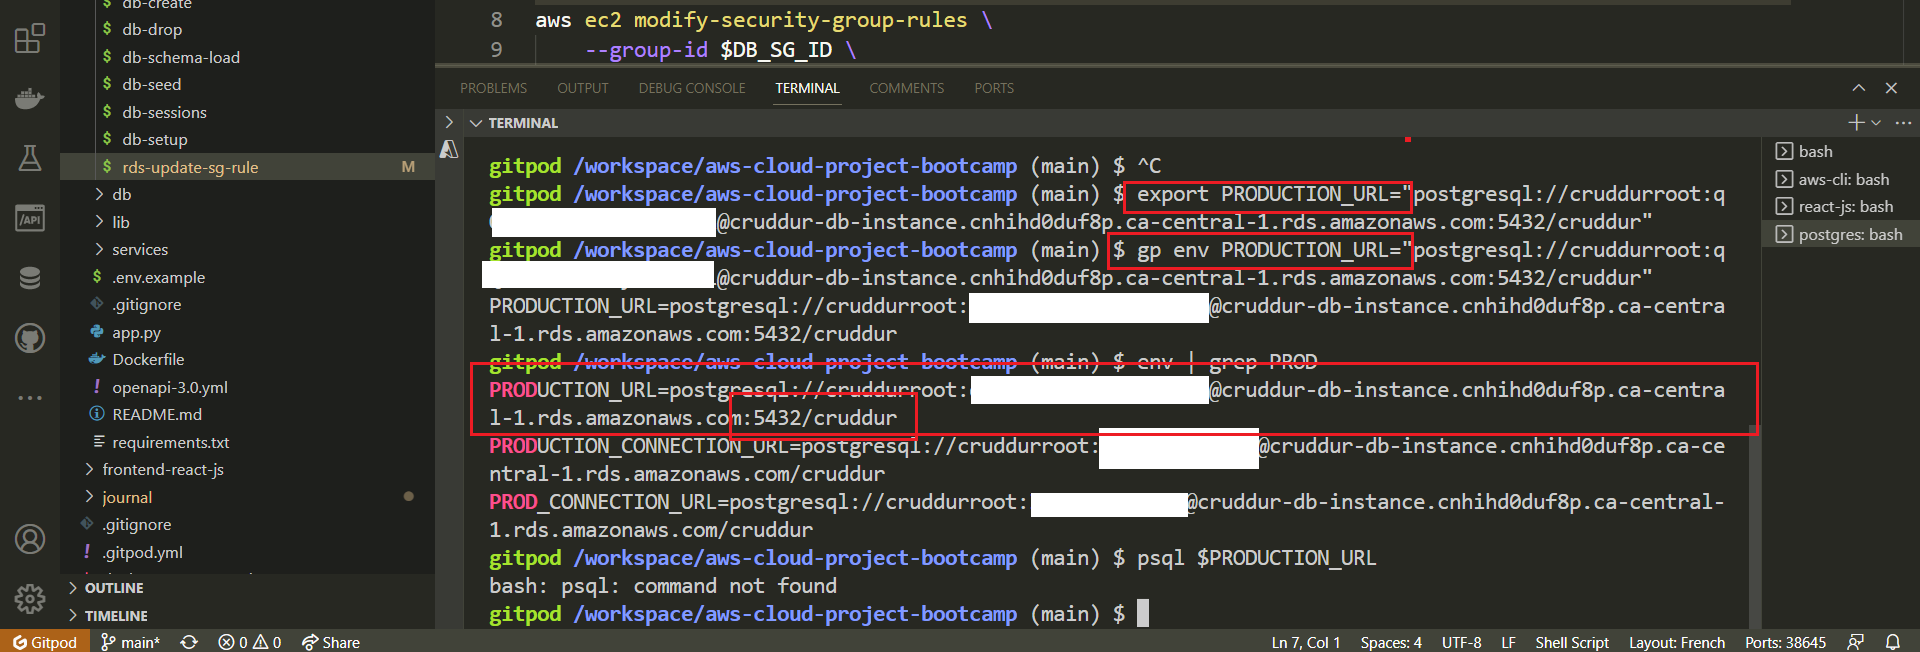 db-create
db-drop
db-schema-load
db-seed
db-sessions
db-setup
rds-update-sg-rule M
db
lib
services
.env.example
.gitignore
app.py
Dockerfile
openapi-3.0.yml
README.md
requirements.txt
frontend-react-js
journal
.gitignore
.gitpod.yml
OUTLINE
TIMELINE
8 aws ec2 modify-security-group-rules \
9 --group-id $DB_SG_ID \
PROBLEMS OUTPUT DEBUG CONSOLE TERMINAL COMMENTS PORTS
TERMINAL
gitpod /workspace/aws-cloud-project-bootcamp (main) $ ^C
gitpod /workspace/aws-cloud-project-bootcamp (main) $ export PRODUCTION_URL="postgresql://cruddurroot:q
@cruddur-db-instance.cnhihd0duf8p.ca-central-1.rds.amazonaws.com:5432/cruddur"
gitpod /workspace/aws-cloud-project-bootcamp (main) $ gp env PRODUCTION_URL="postgresql://cruddurroot:q
@cruddur-db-instance.cnhihd0duf8p.ca-central-1.rds.amazonaws.com:5432/cruddur"
PRODUCTION_URL=postgresql://cruddurroot: @cruddur-db-instance.cnhihd0duf8p.ca-centra
l-1.rds.amazonaws.com:5432/cruddur
gitpod /workspace/aws-cloud-project-bootcamp (main) $ env | grep PROD
PRODUCTION_URL=postgresql://cruddurroot: @cruddur-db-instance.cnhihd0duf8p.ca-centra
l-1.rds.amazonaws.com:5432/cruddur
PRODUCTION_CONNECTION_URL=postgresql://cruddurroot: @cruddur-db-instance.cnhihd0duf8p.ca-ce
ntral-1.rds.amazonaws.com/cruddur
PROD_CONNECTION_URL=postgresql://cruddurroot: @cruddur-db-instance.cnhihd0duf8p.ca-central-
1.rds.amazonaws.com/cruddur
gitpod /workspace/aws-cloud-project-bootcamp (main) $ psql $PRODUCTION_URL
bash: psql: command not found
gitpod /workspace/aws-cloud-project-bootcamp (main) $
bash
aws-cli: bash
react-js: bash
postgres: bash
Gitpod main* 0 0 Share Ln 7, Col 1 Spaces: 4 UTF-8 LF Shell Script Layout: French Ports: 38645